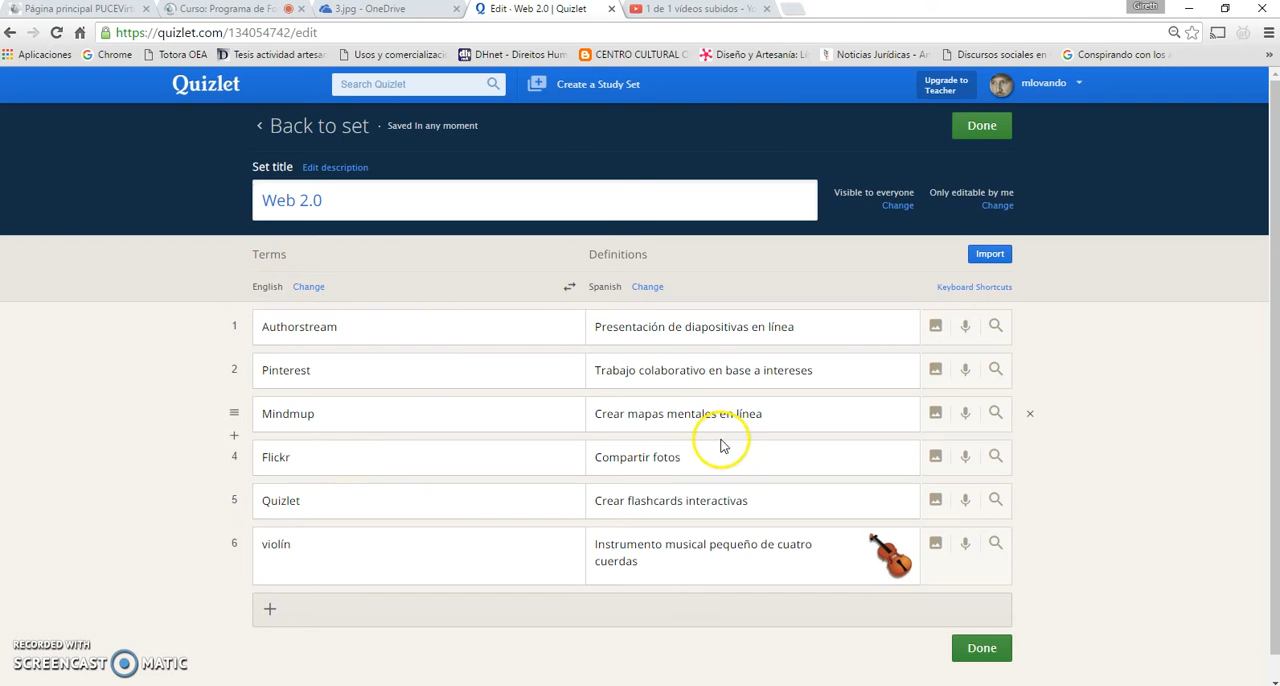 Página principal PUCEVirtu
Curso: Programa de Fo
3.jpg - OneDrive
Edit · Web 2.0 | Quizlet
1 de 1 vídeos subidos - Yo
Gireth
https://quizlet.com/134054742/edit
Aplicaciones
Chrome
Totora OEA
Tesis actividad artesan
Usos y comercializaci
DHnet - Direitos Hum
CENTRO CULTURAL C
Diseño y Artesanía: L
Noticias Jurídicas - A
Discursos sociales en
Conspirando con los A
Quizlet
Search Quizlet
Create a Study Set
Upgrade to
Teacher
mlovando
< Back to set · Saved In any moment
Done
Set title Edit description
Web 2.0
Visible to everyone
Change
Only editable by me
Change
Terms
Definitions
Import
English Change
Spanish Change
Keyboard Shortcuts
1 Authorstream Presentación de diapositivas en línea
2 Pinterest Trabajo colaborativo en base a intereses
Mindmup Crear mapas mentales en línea
4 Flickr Compartir fotos
5 Quizlet Crear flashcards interactivas
6 violín Instrumento musical pequeño de cuatro
cuerdas
+
Done
RECORDED WITH
SCREENCAST MATIC